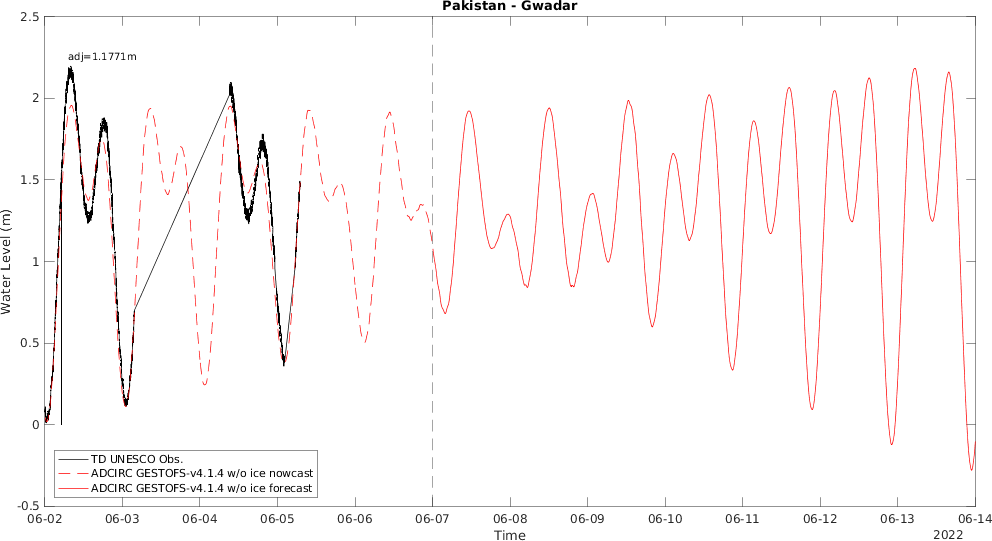 Pakistan - Gwadar
adj=1.1771m
Water Level (m)
2.5
2
1.5
1
0.5
0
-0.5
TD UNESCO Obs.
ADCIRC GESTOFS-v4.1.4 w/o ice nowcast
ADCIRC GESTOFS-v4.1.4 w/o ice forecast
06-02 06-03 06-04 06-05 06-06 06-07 06-08 06-09 06-10 06-11 06-12 06-13 06-14
Time
2022